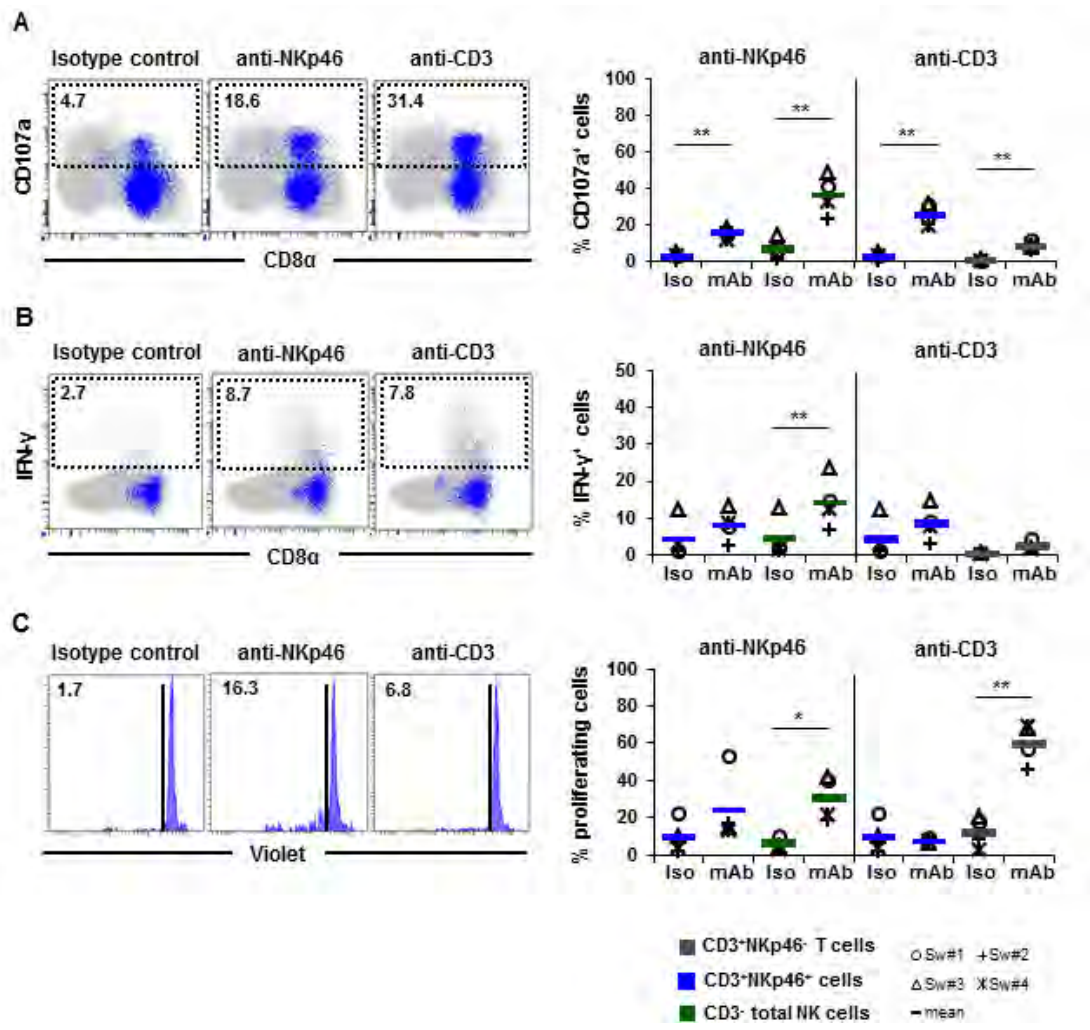 A
Isotype control anti-NKp46 anti-CD3
4.7 18.6 31.4
CD107a
CD8α
anti-NKp46 anti-CD3
% CD107a⁺ cells
100
80
60
40
20
0
** ** ** **
Iso mAb Iso mAb Iso mAb Iso mAb
B
Isotype control anti-NKp46 anti-CD3
2.7 8.7 7.8
IFN-γ
CD8α
anti-NKp46 anti-CD3
% IFN-γ⁺ cells
50
40
30
20
10
0
**
Iso mAb Iso mAb Iso mAb Iso mAb
C
Isotype control anti-NKp46 anti-CD3
1.7 16.3 6.8
Violet
anti-NKp46 anti-CD3
% proliferating cells
100
80
60
40
20
0
* **
Iso mAb Iso mAb Iso mAb Iso mAb
CD3⁺NKp46⁻ T cells
CD3⁺NKp46⁺ cells
CD3⁻ total NK cells
Sw#1 Sw#2
Sw#3 Sw#4
mean